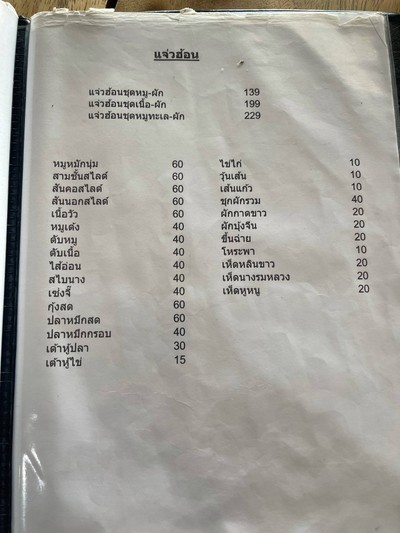 แจ่วฮ้อน
แจ่วฮ้อนชุดหมู-ผัก 139
แจ่วฮ้อนชุดเนื้อ-ผัก 199
แจ่วฮ้อนชุดหมูทะเล-ผัก 229
หมูหมักนุ่ม 60
สามชั้นสไลด์ 60
สันคอสไลด์ 60
สันนอกสไลด์ 60
เนื้อวัว 60
หมูเด้ง 40
ตับหมู 40
ตับเนื้อ 40
ไส้อ่อน 40
สไบนาง 40
เซ่งจี๊ 40
กุ้งสด 60
ปลาหมึกสด 60
ปลาหมึกกรอบ 40
เต้าหู้ปลา 30
เต้าหู้ไข่ 15
ไข่ไก่ 10
วุ้นเส้น 10
เส้นแก้ว 10
ชุกผักรวม 40
ผักกาดขาว 20
ผักบุ้งจีน 20
ขึ้นฉ่าย 20
โหระพา 10
เห็ดหลินขาว 20
เห็ดนางรมหลวง 20
เห็ดหูหนู 20